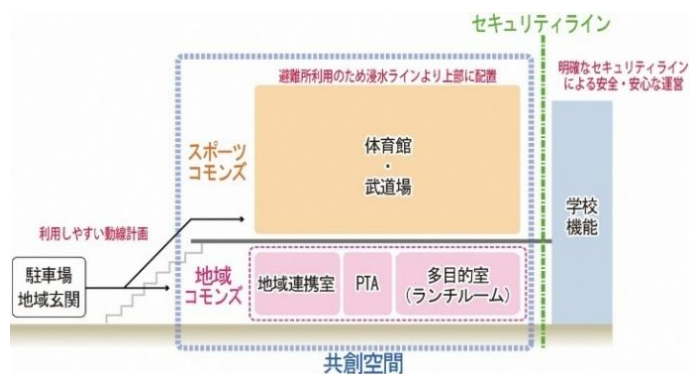 セキュリティライン
避難所利用のため浸水ラインより上部に配置
明確なセキュリティライン
による安全・安心な運営
スポーツ
コモンズ
体育館
・
武道場
学校
機能
利用しやすい動線計画
駐車場
地域玄関
地域
コモンズ
地域連携室
PTA
多目的室
(ランチルーム)
共創空間